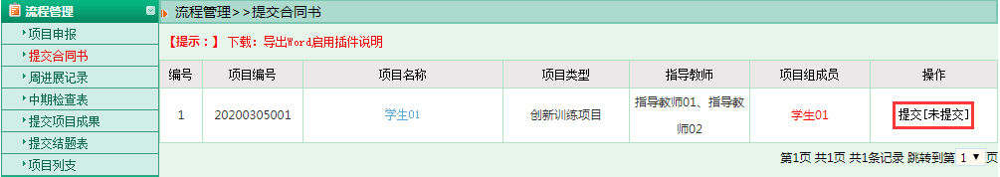 流程管理
项目申报
提交合同书
周进展记录
中期检查表
提交项目成果
提交结题表
项目列支
流程管理>>提交合同书
【提示：】 下载：导出Word启用插件说明
编号 项目编号 项目名称 项目类型 指导教师 项目组成员 操作
1 20200305001 学生01 创新训练项目 指导教师01、指导教 学生01 提交[未提交]
师02
第1页 共1页 共1条记录 跳转到第 1 页